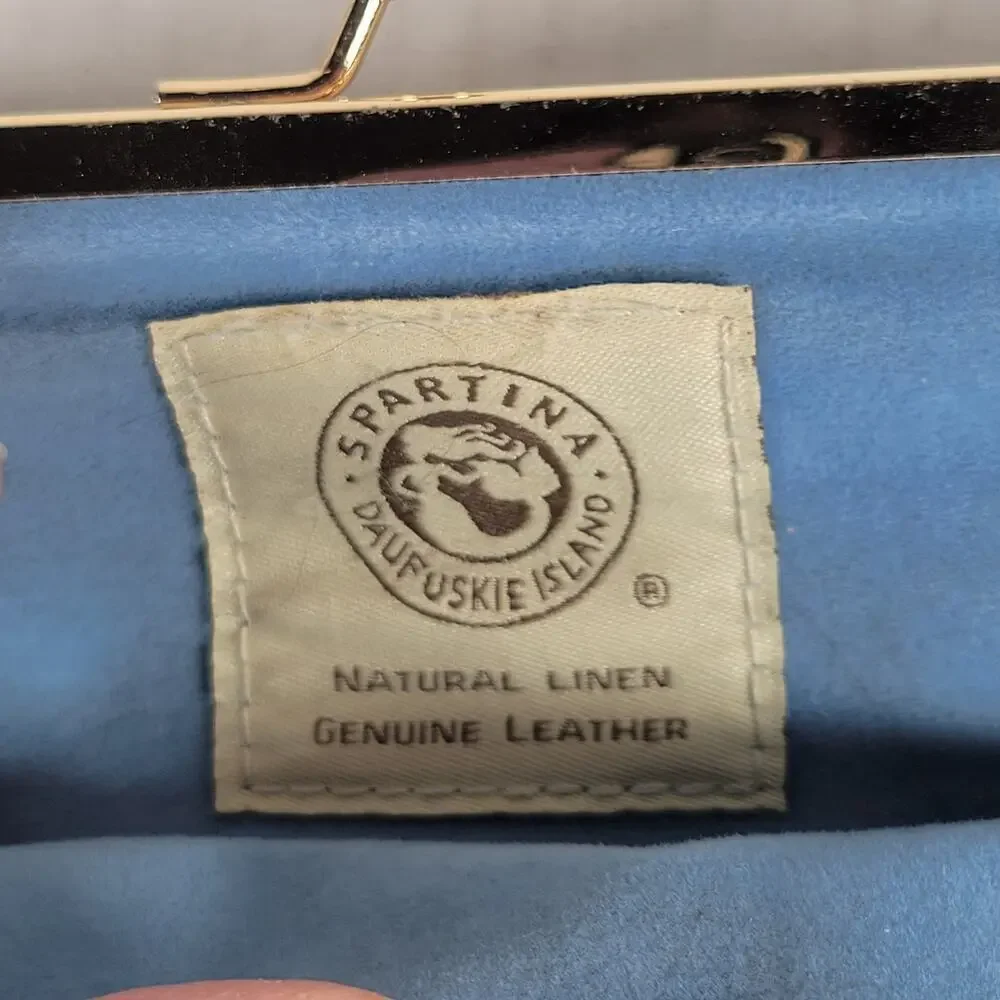 · SPARTINA ·
DAUFUSKIE ISLAND
®
NATURAL LINEN
GENUINE LEATHER